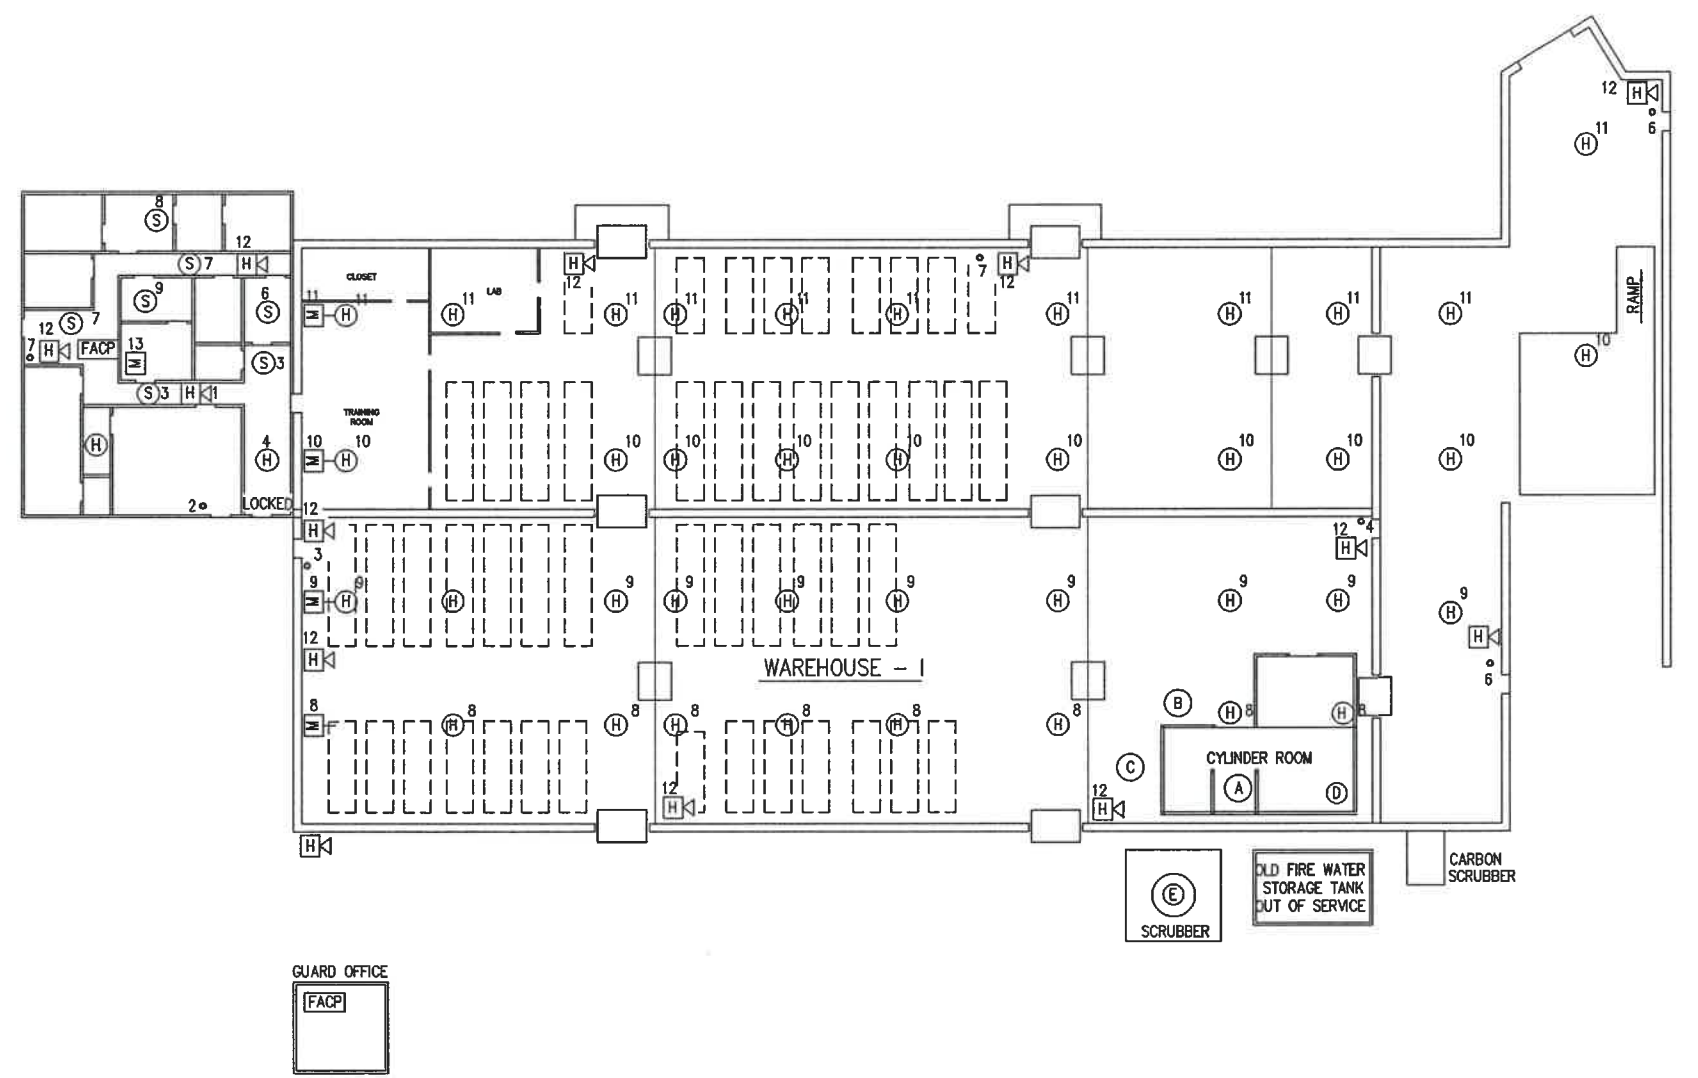 12
H
6
11
H
8
S
12
S 7
H
H
12
H
12
7
CLOSET
LAB
S 9
6
S
11
M
11
H
11
H
11
H
11
H
11
H
11
H
11
H
11
H
11
H
11
H
RAMP
S 7
12
7
H
FACP
13
M
S 3
10
H
S 3
H
1
TRAINING
ROOM
H
4
H
10
M
10
H
10
H
10
H
10
H
10
H
10
H
10
H
10
H
10
H
2
LOCKED
12
H
4
12
H
3
9
M
9
H
H
9
H
9
H
9
H
9
H
9
H
9
H
9
H
9
H
12
H
H
6
WAREHOUSE - 1
8
M
H
8
H
8
H
8
H
8
H
8
H
8
B
H
8
H
8
CYLINDER ROOM
C
A
D
12
H
12
H
H
OLD FIRE WATER
STORAGE TANK
OUT OF SERVICE
CARBON
SCRUBBER
E
SCRUBBER
GUARD OFFICE
FACP